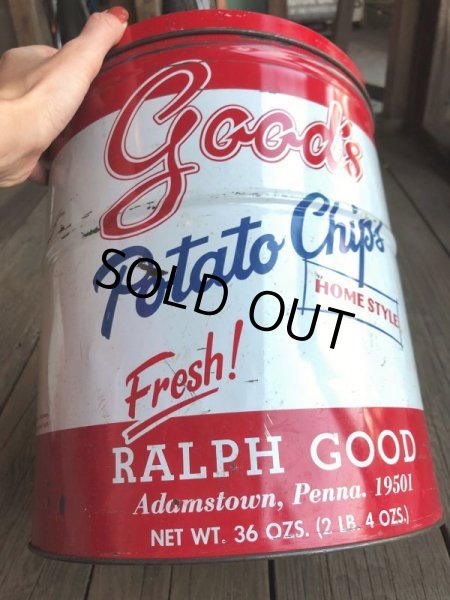 Good's
Potato Chips
HOME STYLE
SOLD OUT
Fresh!
RALPH GOOD
Adamstown, Penna. 19501
NET WT. 36 OZS. (2 LB. 4 OZS.)